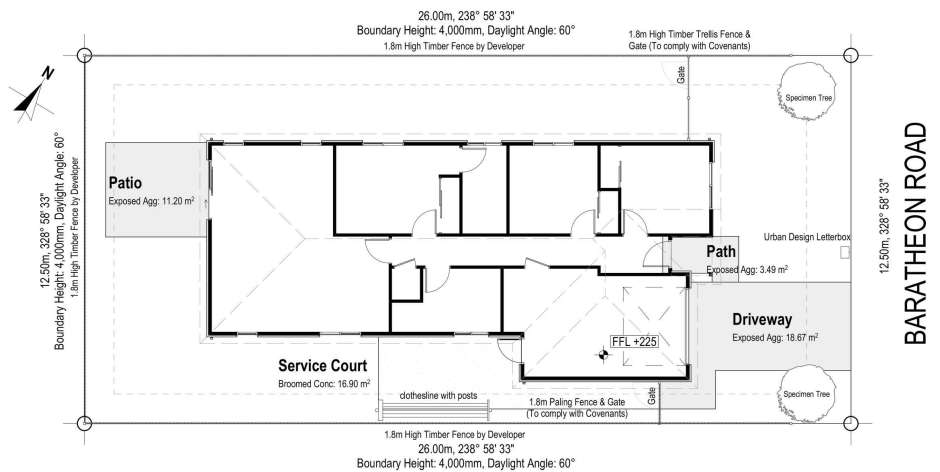 26.00m, 238° 58' 33"
Boundary Height: 4,000mm, Daylight Angle: 60°
1.8m High Timber Fence by Developer
1.8m High Timber Trellis Fence &
Gate (To comply with Covenants)
N
Gate
Specimen Tree
12.50m, 328° 58' 33"
Boundary Height: 4,000mm, Daylight Angle: 60°
1.8m High Timber Fence by Developer
Patio
Exposed Agg: 11.20 m²
Urban Design Letterbox
Path
Exposed Agg: 3.49 m²
12.50m, 328° 58' 33"
BARATHEON ROAD
Driveway
Exposed Agg: 18.67 m²
FFL +225
Service Court
Broomed Conc: 16.90 m²
clothesline with posts
1.8m Paling Fence & Gate
(To comply with Covenants)
Gate
Specimen Tree
1.8m High Timber Fence by Developer
26.00m, 238° 58' 33"
Boundary Height: 4,000mm, Daylight Angle: 60°